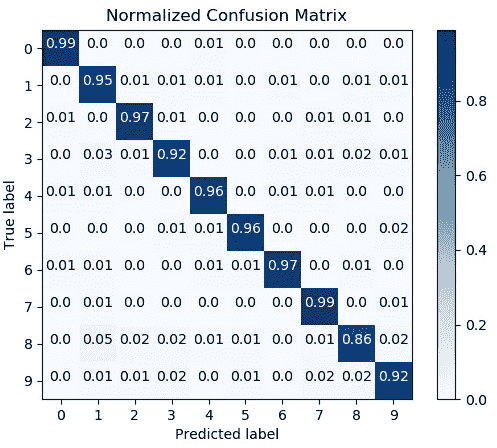 Normalized Confusion Matrix
0 0.99 0.0 0.0 0.0 0.01 0.0 0.0 0.0 0.0 0.0
1 0.0 0.95 0.01 0.01 0.01 0.0 0.01 0.0 0.01 0.01
2 0.01 0.0 0.97 0.01 0.0 0.0 0.0 0.01 0.01 0.0
3 0.0 0.03 0.01 0.92 0.0 0.0 0.01 0.01 0.02 0.01
4 0.01 0.01 0.0 0.0 0.96 0.0 0.01 0.01 0.0 0.0
5 0.0 0.0 0.0 0.01 0.01 0.96 0.0 0.0 0.0 0.02
6 0.01 0.01 0.0 0.0 0.01 0.01 0.97 0.0 0.01 0.0
7 0.0 0.01 0.0 0.0 0.0 0.0 0.0 0.99 0.0 0.01
8 0.0 0.05 0.02 0.02 0.01 0.01 0.0 0.01 0.86 0.02
9 0.0 0.01 0.01 0.02 0.0 0.01 0.0 0.02 0.02 0.92
0 1 2 3 4 5 6 7 8 9
Predicted label
True label
0.8
0.6
0.4
0.2
0.0